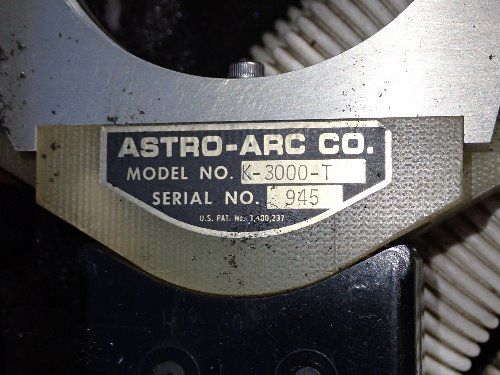 ASTRO-ARC CO.
MODEL NO. K-3000-T
SERIAL NO. 945
U.S. PAT. No. 3,400,237